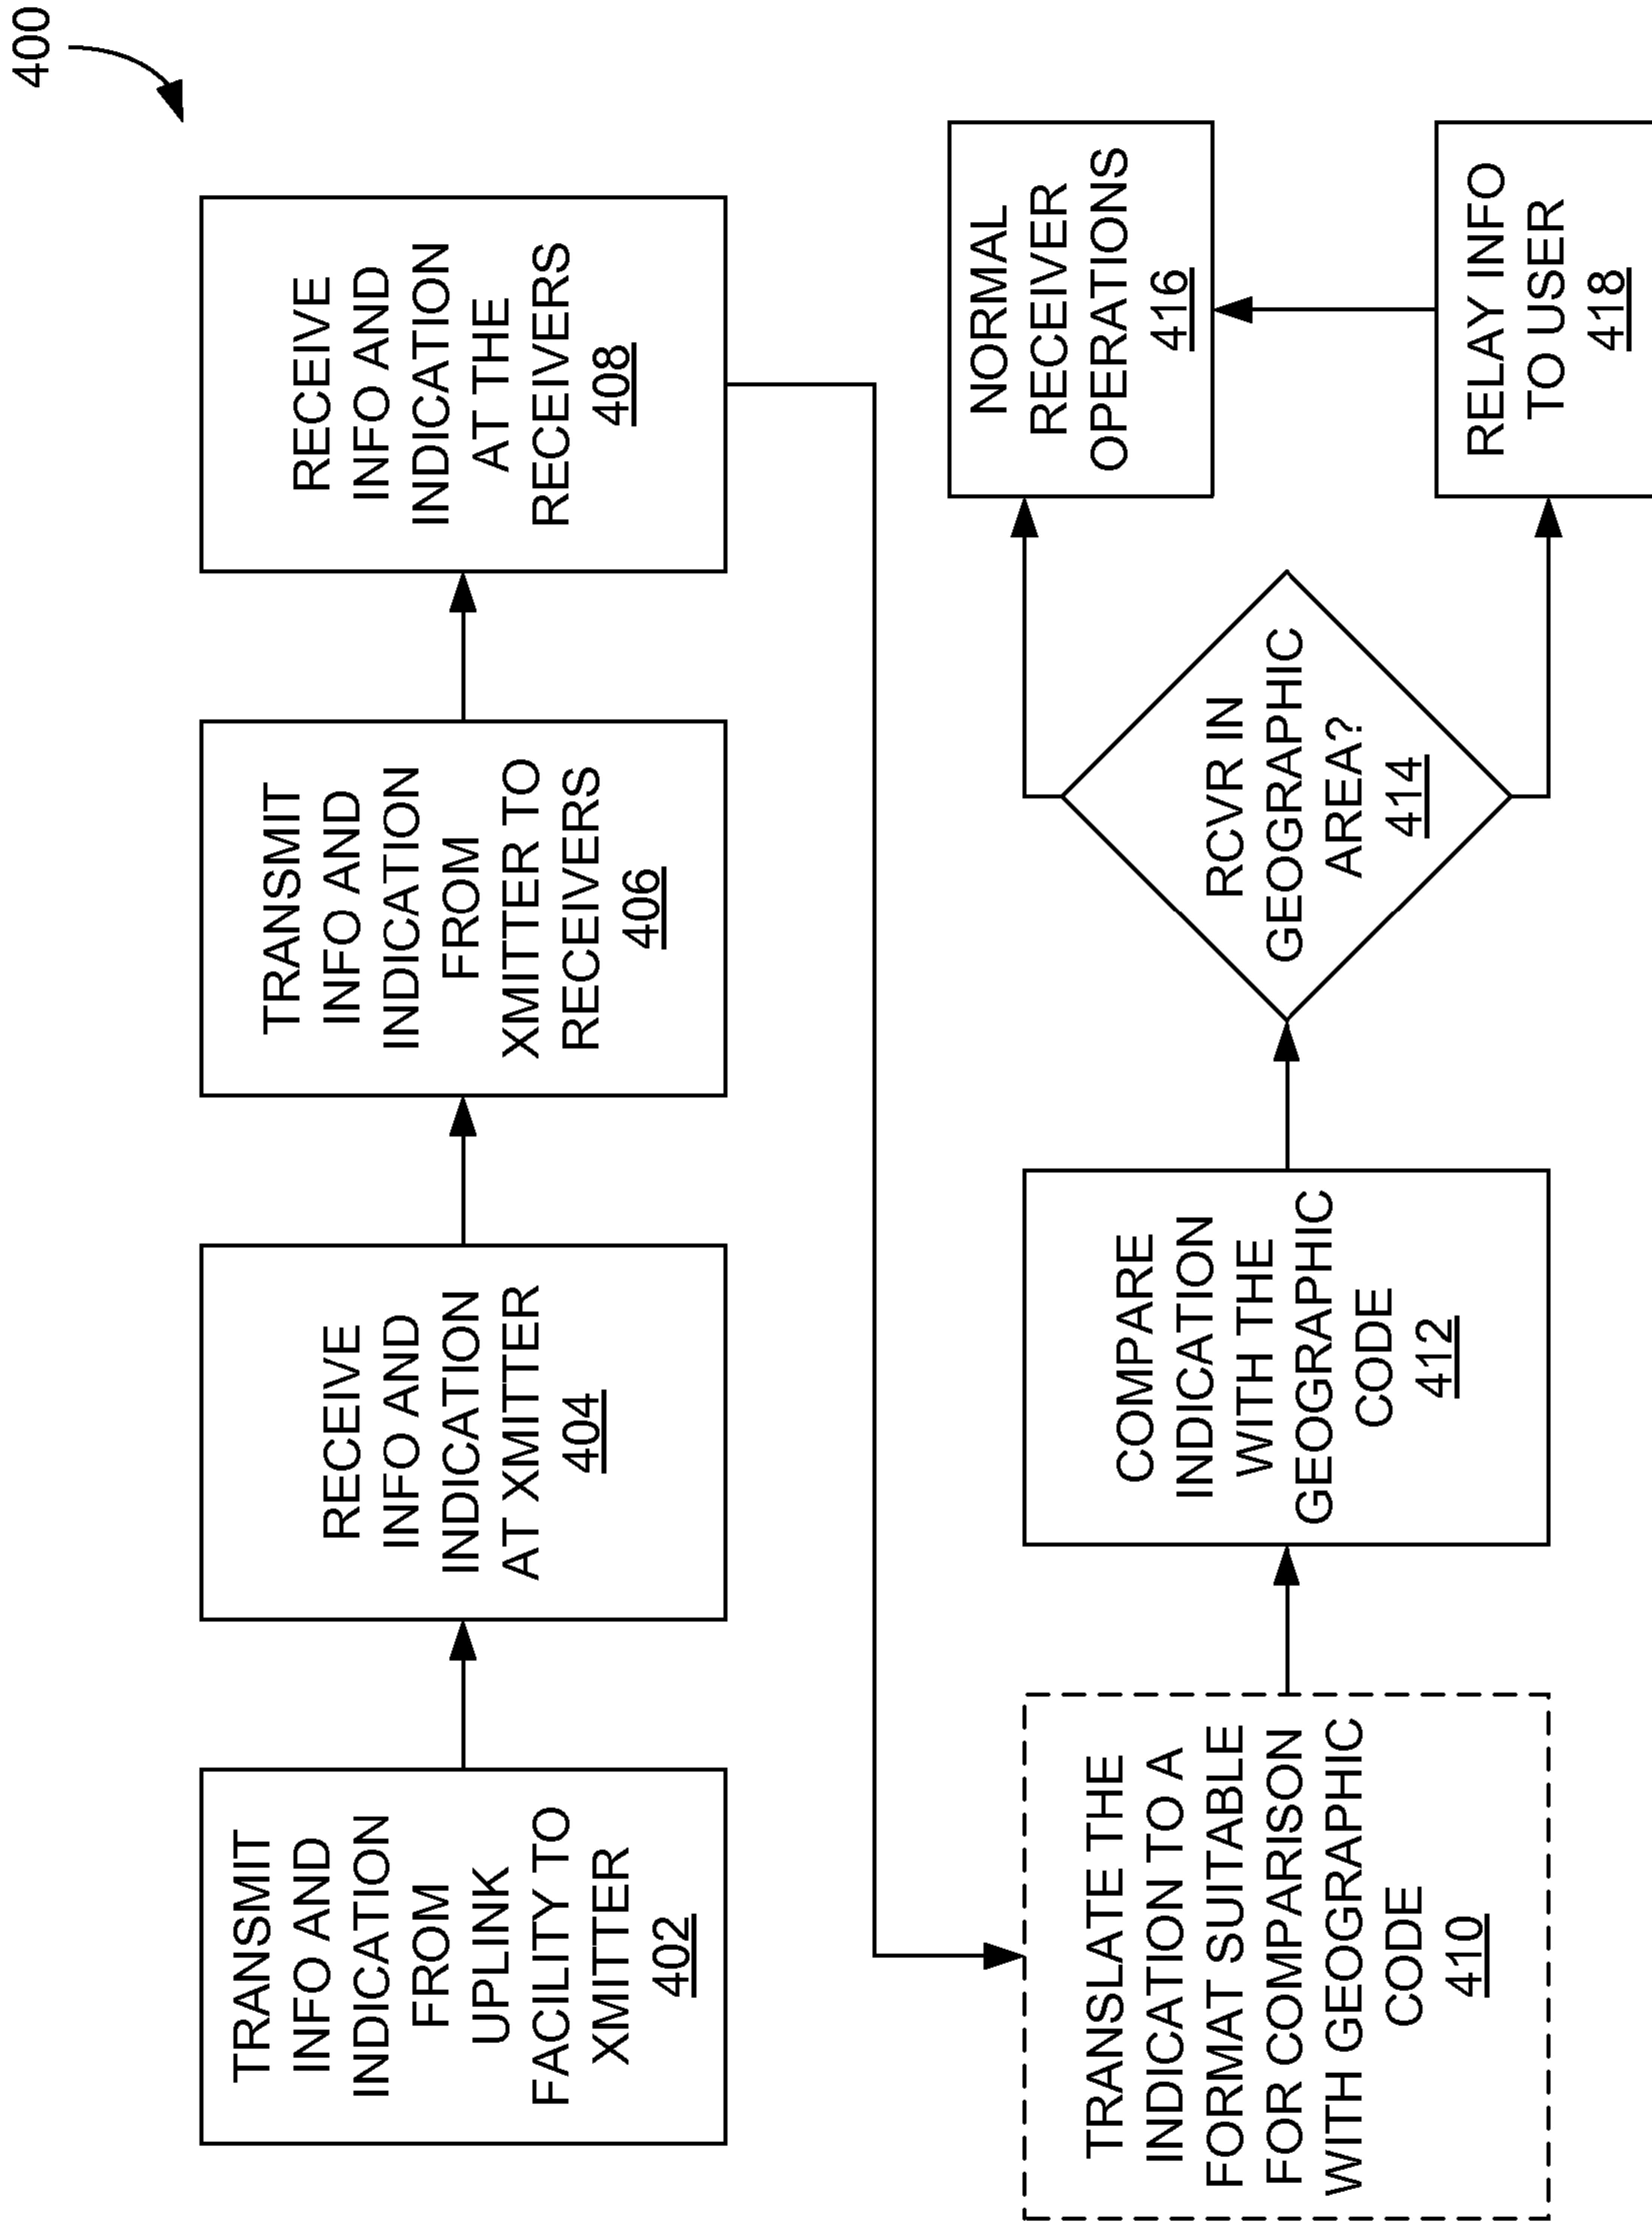 400
TRANSMIT
INFO AND
INDICATION
FROM
UPLINK
FACILITY TO
XMITTER
402
RECEIVE
INFO AND
INDICATION
AT XMITTER
404
TRANSMIT
INFO AND
INDICATION
FROM
XMITTER TO
RECEIVERS
406
RECEIVE
INFO AND
INDICATION
AT THE
RECEIVERS
408
TRANSLATE THE
INDICATION TO A
FORMAT SUITABLE
FOR COMPARISON
WITH GEOGRAPHIC
CODE
410
COMPARE
INDICATION
WITH THE
GEOGRAPHIC
CODE
412
RCVR IN
GEOGRAPHIC
AREA?
414
NORMAL
RECEIVER
OPERATIONS
416
RELAY INFO
TO USER
418